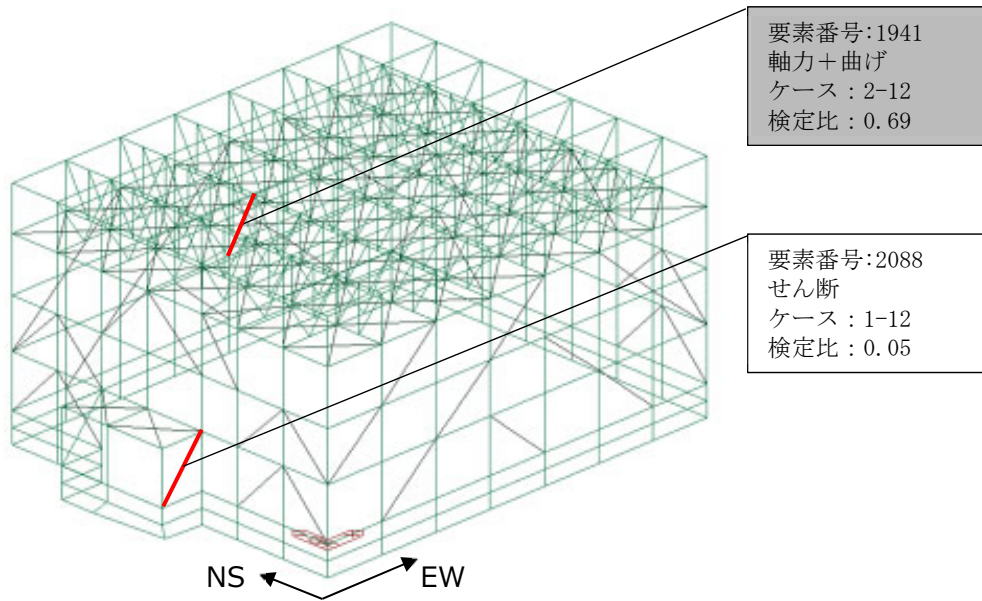 要素番号:1941
軸力＋曲げ
ケース：2-12
検定比：0.69
要素番号:2088
せん断
ケース：1-12
検定比：0.05
NS
EW